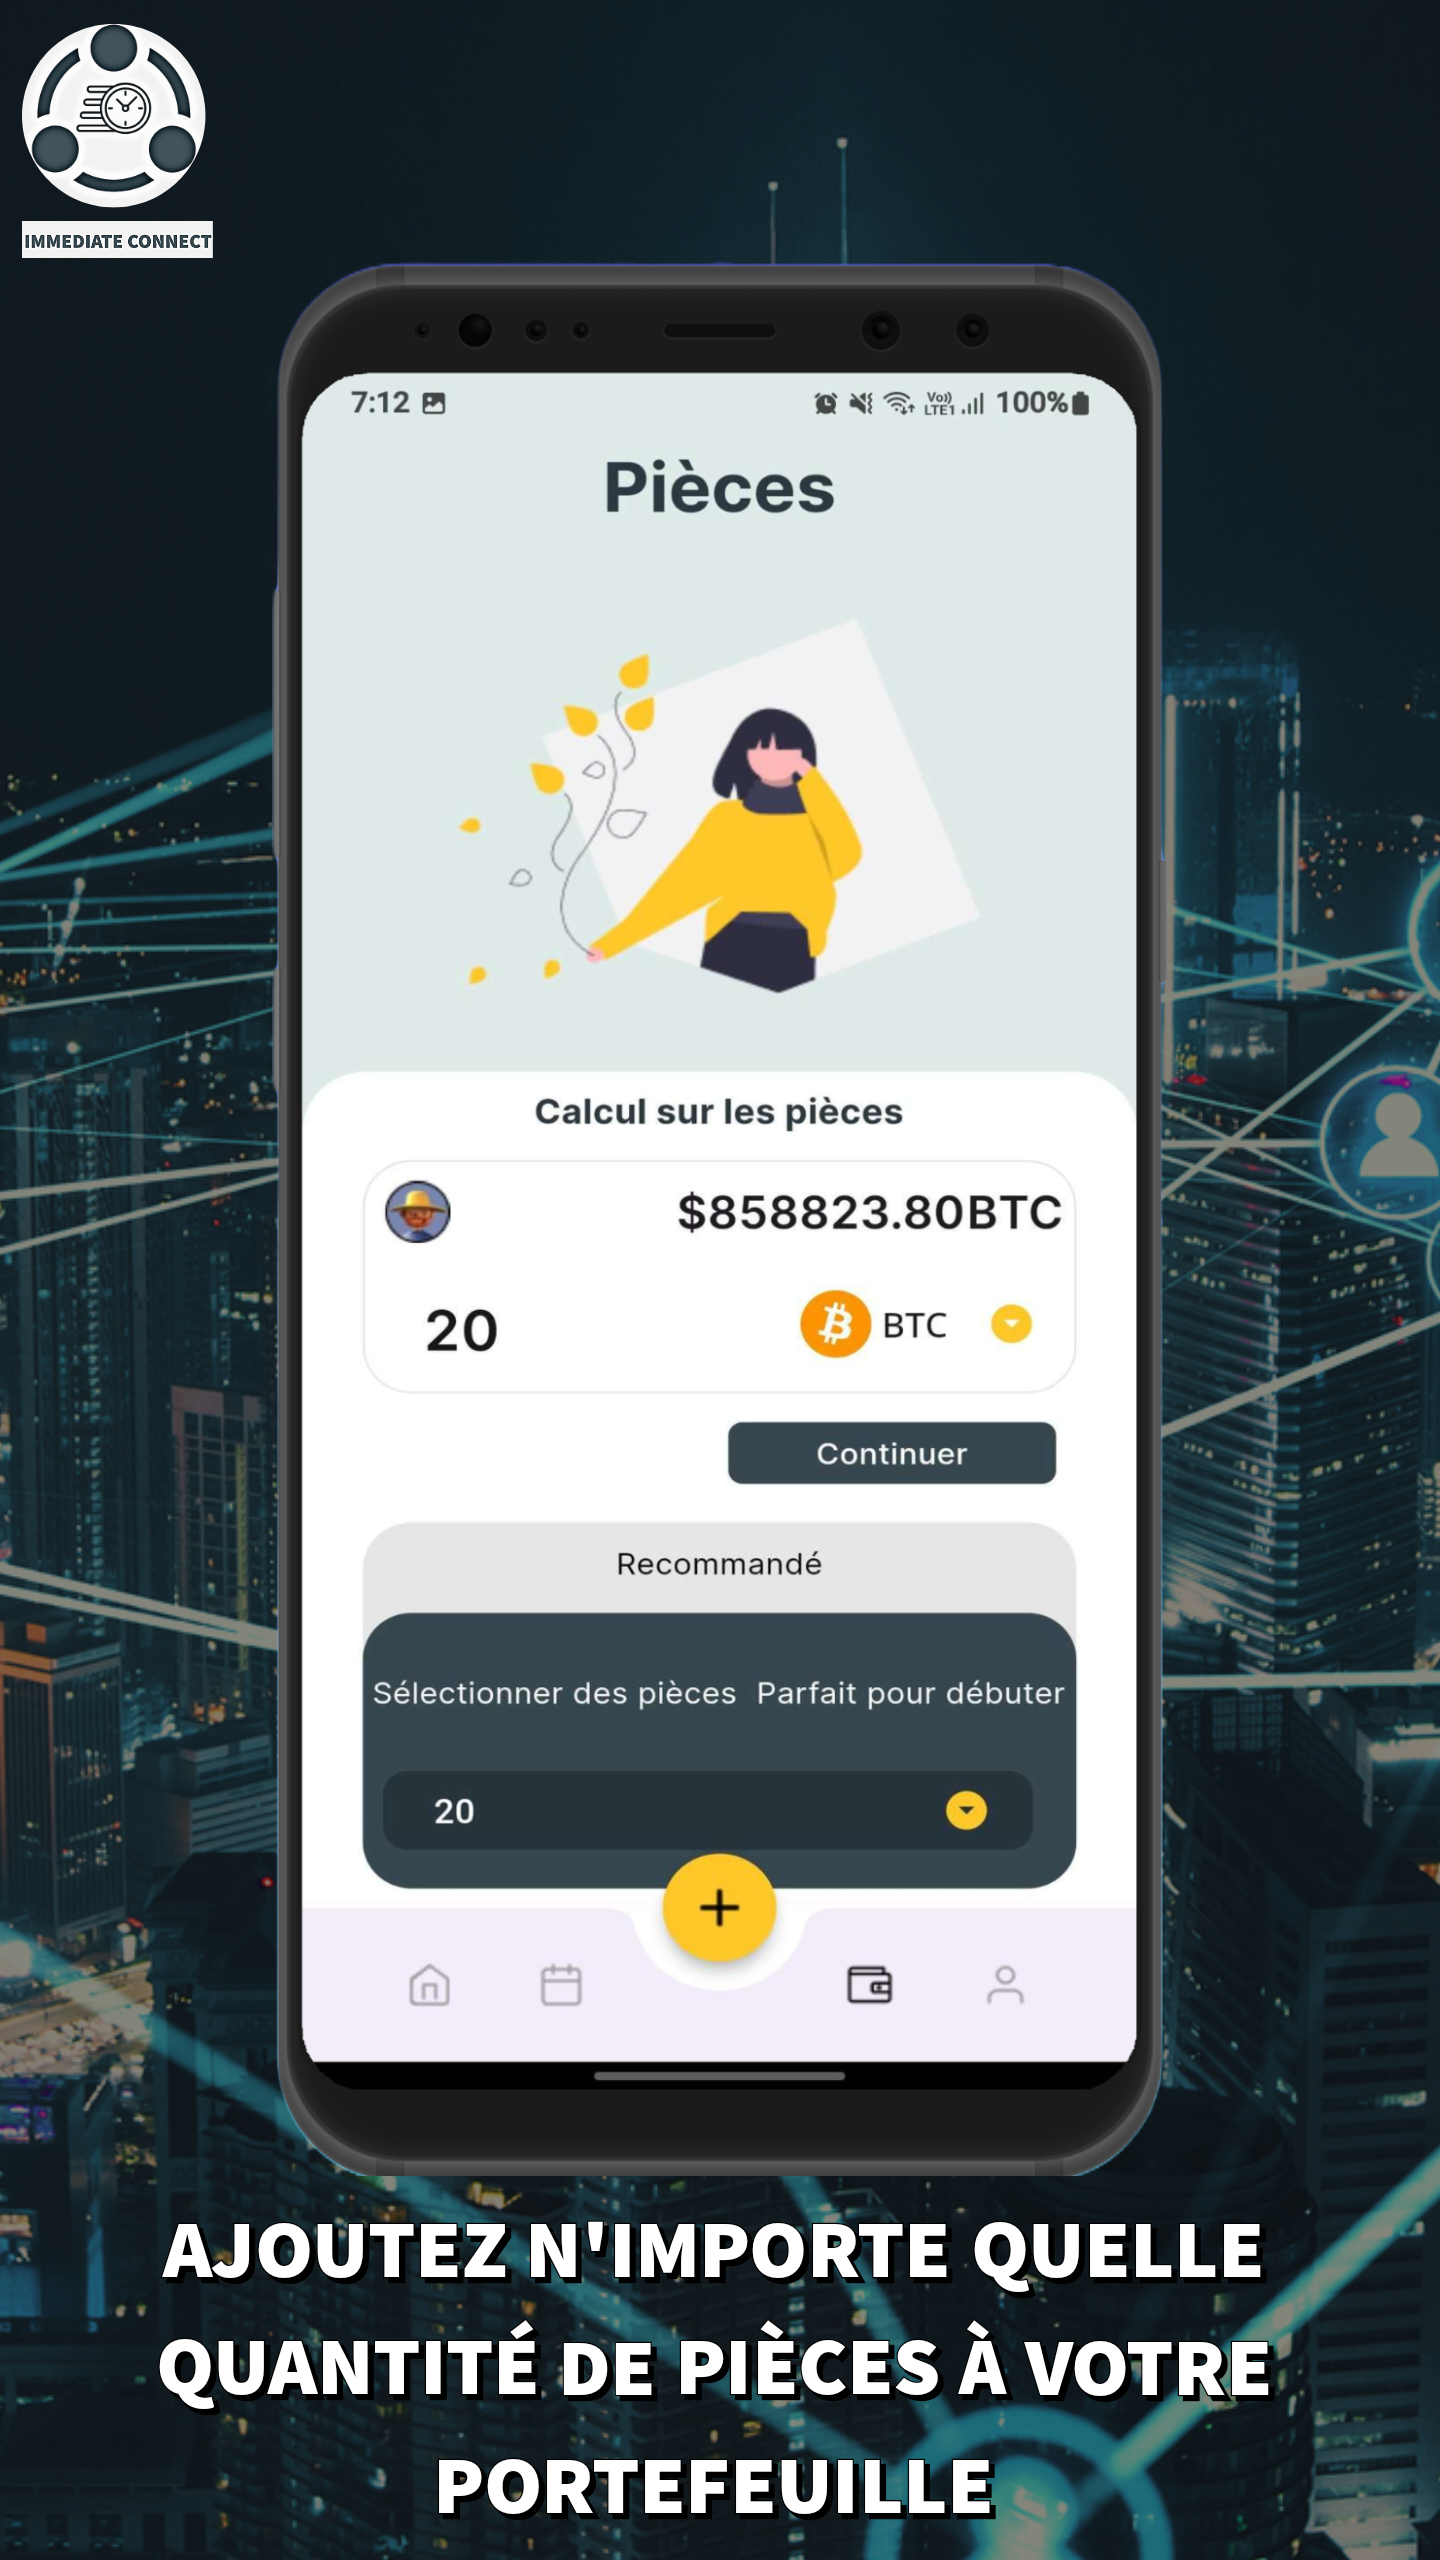 IMMEDIATE CONNECT
7:12 Vo)) LTE1 100%
Pièces
Calcul sur les pièces
$858823.80BTC
20 BTC
Continuer
Recommandé
Sélectionner des pièces Parfait pour débuter
20
AJOUTEZ N'IMPORTE QUELLE
QUANTITÉ DE PIÈCES À VOTRE
PORTEFEUILLE